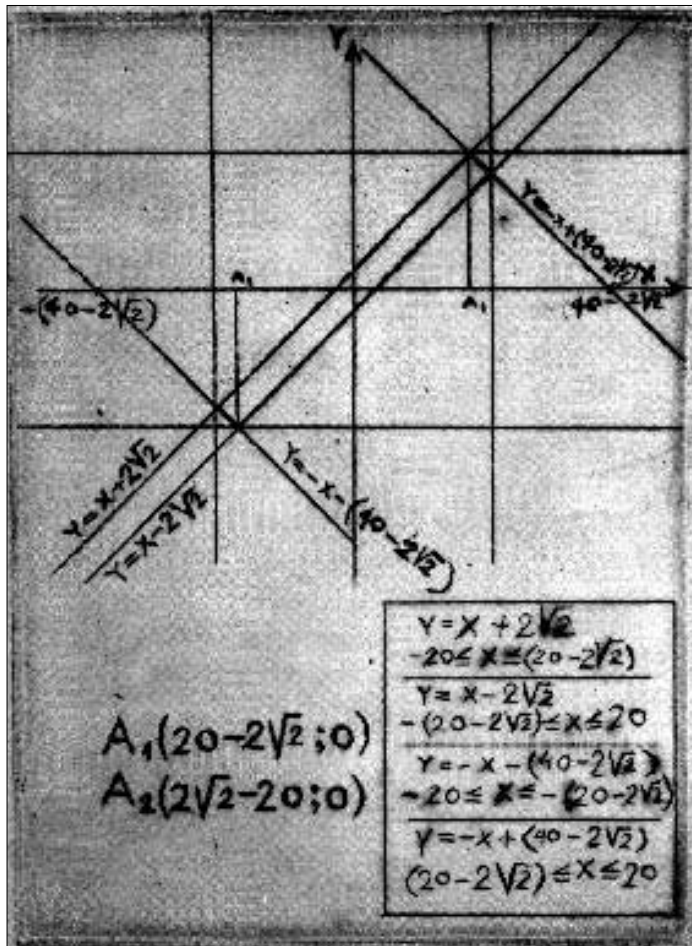 Y
Y=-x+(40-2√2)
X
A₁
-(40-2√2)
A₁
40-2√2
Y=X+2√2
Y=X-2√2
Y=-X-(40-2√2)
Y=X+2√2
-20≤X≤(20-2√2)
Y=X-2√2
-(20-2√2)≤X≤20
Y=-X-(40-2√2)
-20≤X≤-(20-2√2)
Y=-X+(40-2√2)
(20-2√2)≤X≤20
A₁(20-2√2;0)
A₂(2√2-20;0)